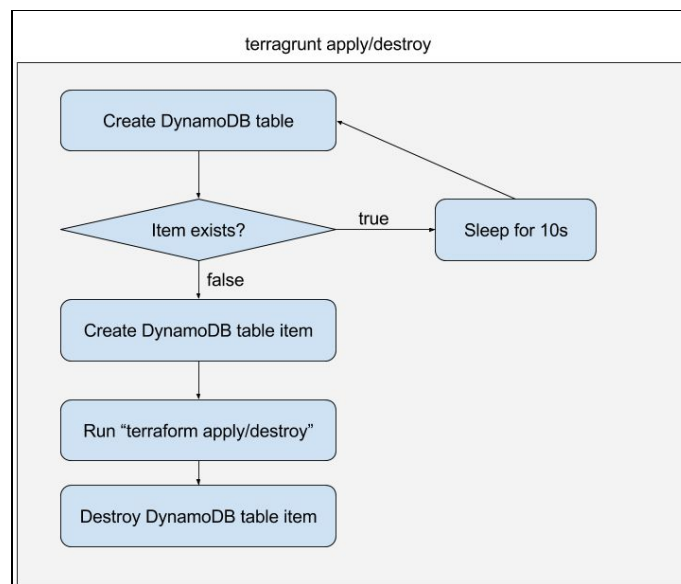 terragrunt apply/destroy
Create DynamoDB table
Item exists?
true
Sleep for 10s
false
Create DynamoDB table item
Run “terraform apply/destroy”
Destroy DynamoDB table item